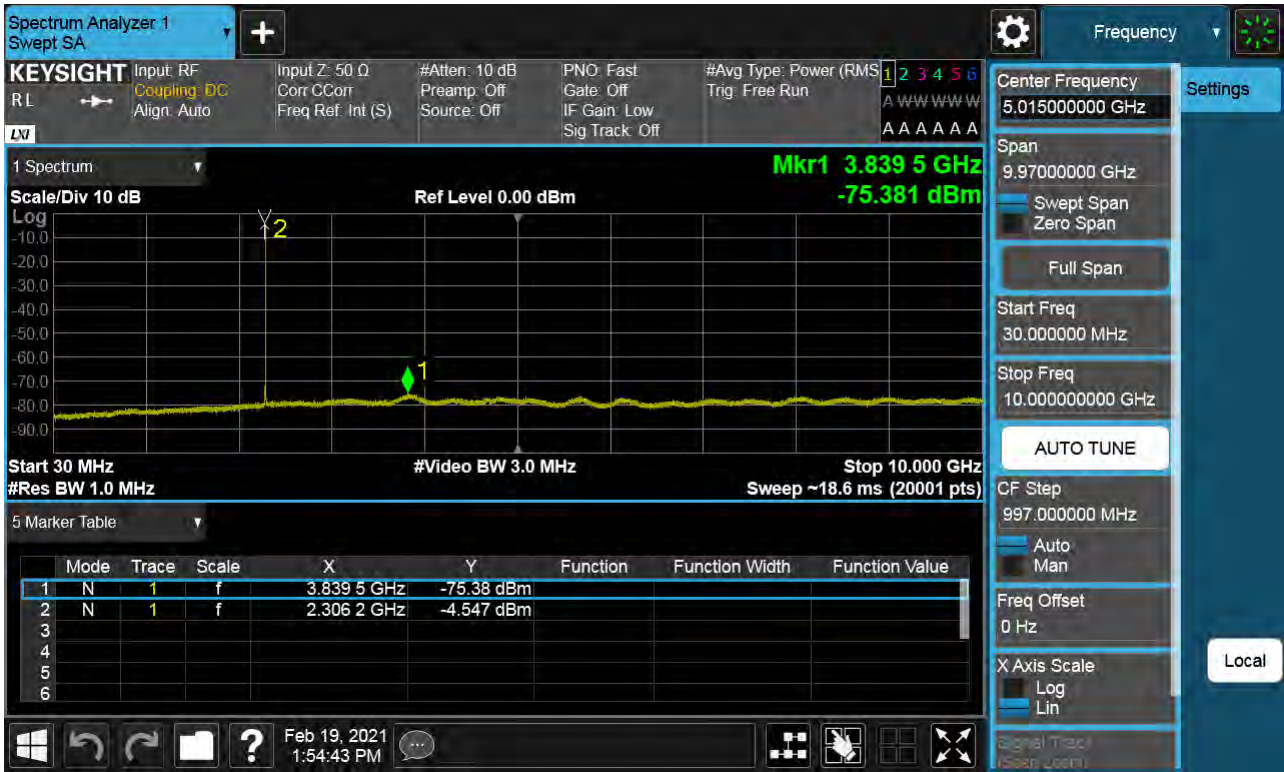 Spectrum Analyzer 1
Swept SA
+
Frequency
KEYSIGHT
R L
LXI
Input: RF
Coupling: DC
Align: Auto
Input Z: 50 Ω
Corr CCorr
Freq Ref: Int (S)
#Atten: 10 dB
Preamp: Off
Source: Off
PNO: Fast
Gate: Off
IF Gain: Low
Sig Track: Off
#Avg Type: Power (RMS
Trig: Free Run
1 2 3 4 5 6
A W W W W W
A A A A A A
1 Spectrum
Scale/Div 10 dB
Ref Level 0.00 dBm
Mkr1 3.839 5 GHz
-75.381 dBm
Log
-10.0
-20.0
-30.0
-40.0
-50.0
-60.0
-70.0
-80.0
-90.0
2
1
Start 30 MHz
#Video BW 3.0 MHz
Stop 10.000 GHz
#Res BW 1.0 MHz
Sweep ~18.6 ms (20001 pts)
5 Marker Table
Mode Trace Scale X Y Function Function Width Function Value
1 N 1 f 3.839 5 GHz -75.38 dBm
2 N 1 f 2.306 2 GHz -4.547 dBm
3
4
5
6
?
Feb 19, 2021
1:54:43 PM
Center Frequency
5.015000000 GHz
Settings
Span
9.97000000 GHz
Swept Span
Zero Span
Full Span
Start Freq
30.000000 MHz
Stop Freq
10.000000000 GHz
AUTO TUNE
CF Step
997.000000 MHz
Auto
Man
Freq Offset
0 Hz
X Axis Scale
Log
Lin
Signal Track
(Span Zoom)
Local